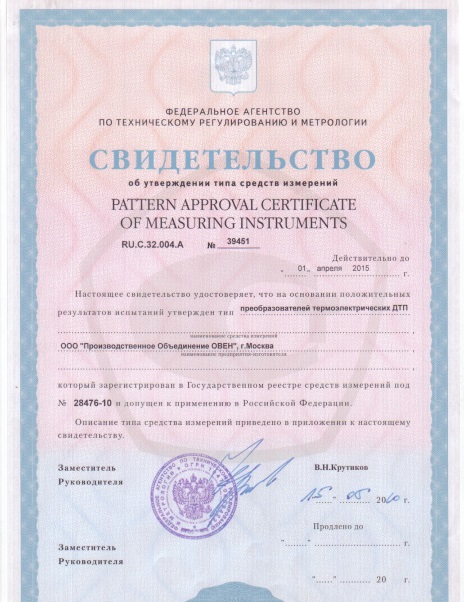 ФЕДЕРАЛЬНОЕ АГЕНТСТВО
ПО ТЕХНИЧЕСКОМУ РЕГУЛИРОВАНИЮ И МЕТРОЛОГИИ
СВИДЕТЕЛЬСТВО
об утверждении типа средств измерений
PATTERN APPROVAL CERTIFICATE
OF MEASURING INSTRUMENTS
RU.C.32.004.A № 39451
Действительно до
" 01 " апреля 2015 г.
Настоящее свидетельство удостоверяет, что на основании положительных
результатов испытаний утвержден тип преобразователей термоэлектрических ДТП
наименование средства измерений
ООО "Производственное Объединение ОВЕН", г.Москва
наименование предприятия-изготовителя
который зарегистрирован в Государственном реестре средств измерений под
№ 28476-10 и допущен к применению в Российской Федерации.
Описание типа средства измерений приведено в приложении к настоящему
свидетельству.
Заместитель
Руководителя
В.Н.Крутиков
15 05 2010 г.
Продлено до
"......" г.
Заместитель
Руководителя
"......" 20 г.